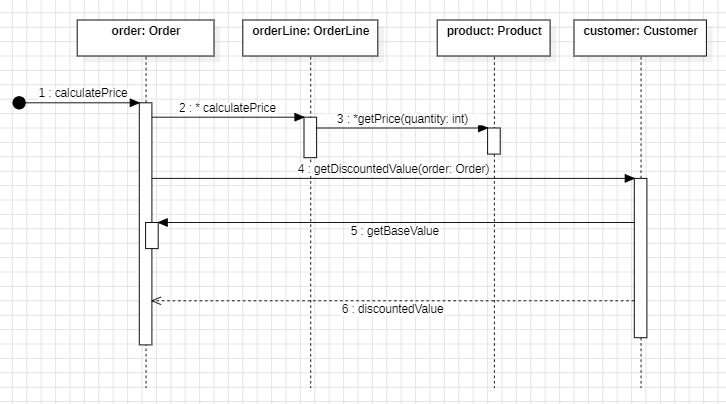 order: Order
orderLine: OrderLine
product: Product
customer: Customer
1 : calculatePrice
2 : * calculatePrice
3 : *getPrice(quantity: int)
4 : getDiscountedValue(order: Order)
5 : getBaseValue
6 : discountedValue